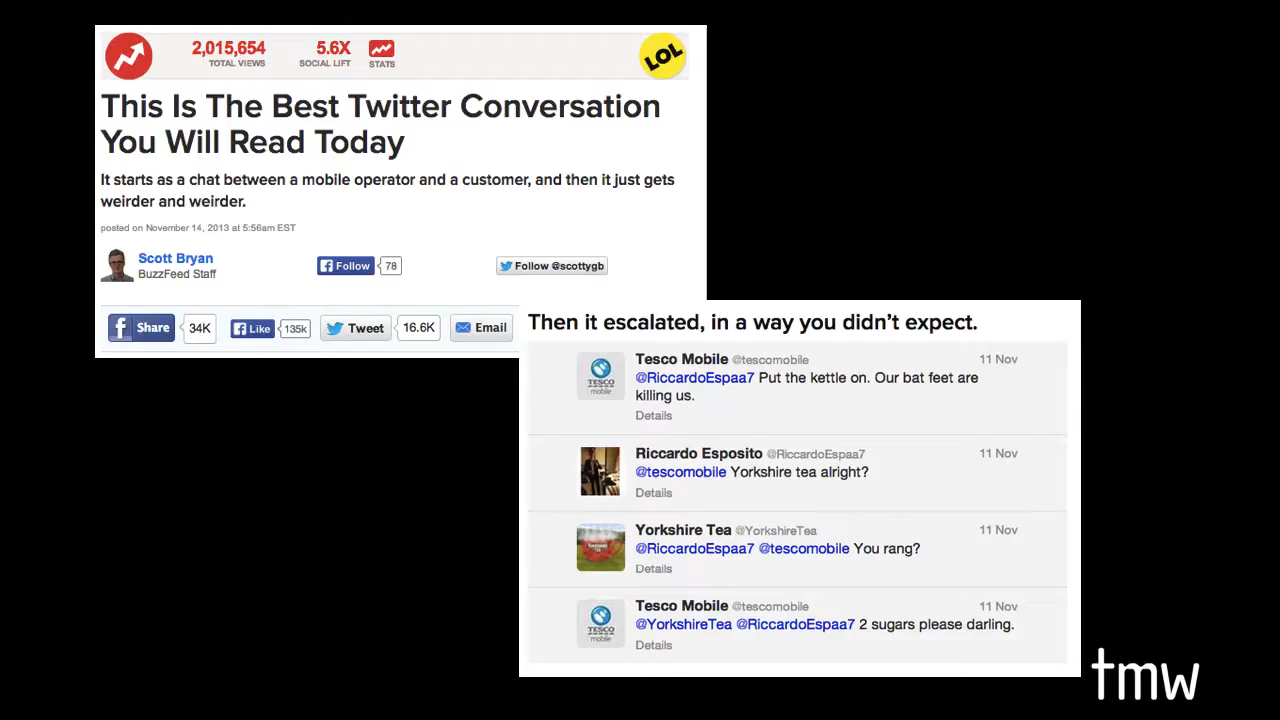 2,015,654
TOTAL VIEWS
5.6X
SOCIAL LIFT
STATS
LOL
This Is The Best Twitter Conversation
You Will Read Today
It starts as a chat between a mobile operator and a customer, and then it just gets
weirder and weirder.
posted on November 14, 2013 at 5:56am EST
Scott Bryan
BuzzFeed Staff
Follow 78
Follow @scottygb
Share 34K
Like 135k
Tweet 16.6K
Email
Then it escalated, in a way you didn't expect.
TESCO
mobile
Tesco Mobile @tescomobile 11 Nov
@RiccardoEspaa7 Put the kettle on. Our bat feet are
killing us.
Details
Riccardo Esposito @RiccardoEspaa7 11 Nov
@tescomobile Yorkshire tea alright?
Details
Yorkshire Tea @YorkshireTea 11 Nov
@RiccardoEspaa7 @tescomobile You rang?
Details
TESCO
mobile
Tesco Mobile @tescomobile 11 Nov
@YorkshireTea @RiccardoEspaa7 2 sugars please darling.
Details
tmw